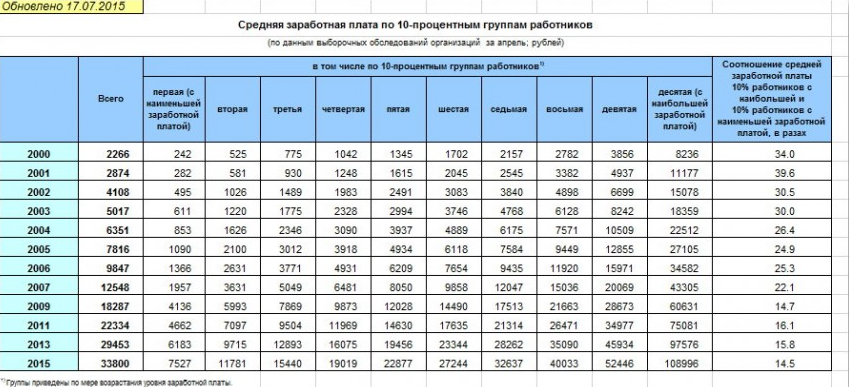 Обновлено 17.07.2015
Средняя заработная плата по 10-процентным группам работников
(по данным выборочных обследований организаций за апрель; рублей)
Всего
в том числе по 10-процентным группам работников¹⁾
Соотношение средней
заработной платы
10% работников с
наибольшей и
10% работников с
наименьшей заработной
платой, в разах
первая (с
наименьшей
заработной
платой)
вторая
третья
четвертая
пятая
шестая
седьмая
восьмая
девятая
десятая (с
наибольшей
заработной
платой)
2000 2266 242 525 775 1042 1345 1702 2157 2782 3856 8236 34.0
2001 2874 282 581 930 1248 1615 2045 2545 3382 4937 11177 39.6
2002 4108 495 1026 1489 1983 2491 3083 3840 4898 6699 15078 30.5
2003 5017 611 1220 1775 2328 2994 3746 4768 6128 8242 18359 30.0
2004 6351 853 1626 2346 3090 3937 4889 6175 7571 10509 22512 26.4
2005 7816 1090 2100 3012 3918 4934 6118 7584 9449 12855 27105 24.9
2006 9847 1366 2631 3771 4931 6209 7654 9435 11920 15971 34582 25.3
2007 12548 1957 3631 5049 6481 8050 9858 12047 15036 20069 43305 22.1
2009 18287 4136 5993 7869 9873 12028 14490 17513 21663 28673 60631 14.7
2011 22334 4662 7097 9504 11969 14630 17635 21314 26471 34977 75081 16.1
2013 29453 6183 9715 12893 16075 19456 23344 28262 35090 45934 97576 15.8
2015 33800 7527 11781 15440 19019 22877 27244 32637 40033 52446 108996 14.5
¹⁾ Группы приведены по мере возрастания уровня заработной платы.